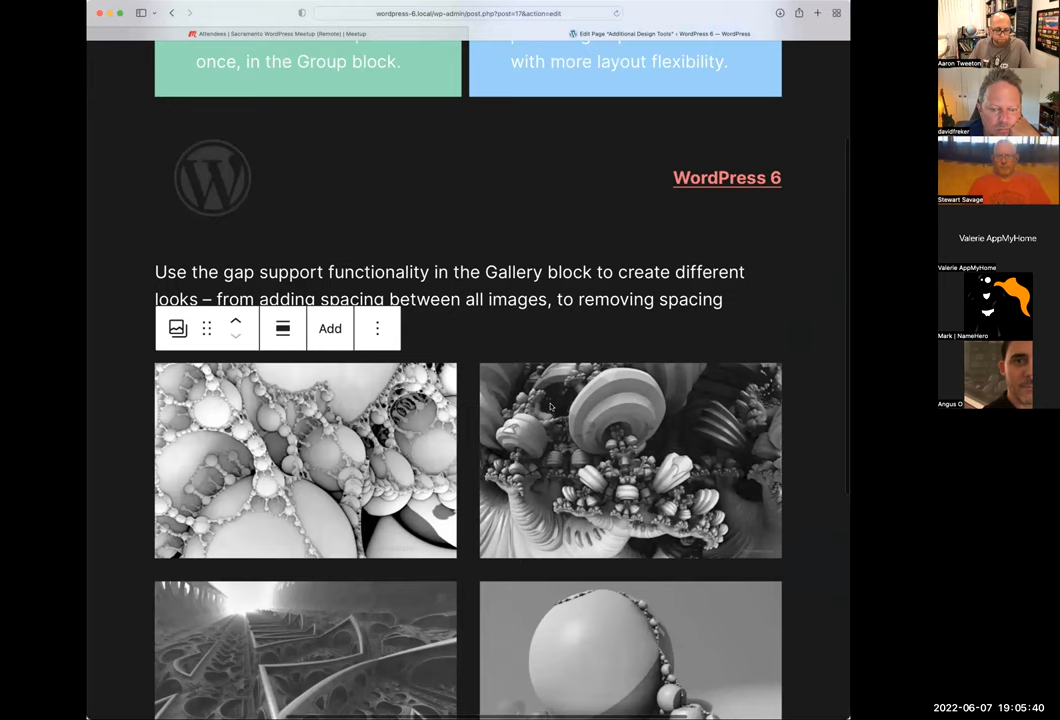 wordpress-6.local/wp-admin/post.php?post=17&action=edit
Attendees | Sacramento WordPress Meetup (Remote) | Meetup
Edit Page "Additional Design Tools" ‹ WordPress 6 — WordPress
once, in the Group block.
with more layout flexibility.
WordPress 6
Use the gap support functionality in the Gallery block to create different
looks – from adding spacing between all images, to removing spacing
Add
Aaron Tweeton
davidfreker
Stewart Savage
Valerie AppMyHome
Valerie AppMyHome
Mark | NameHero
Angus O
2022-06-07 19:05:40